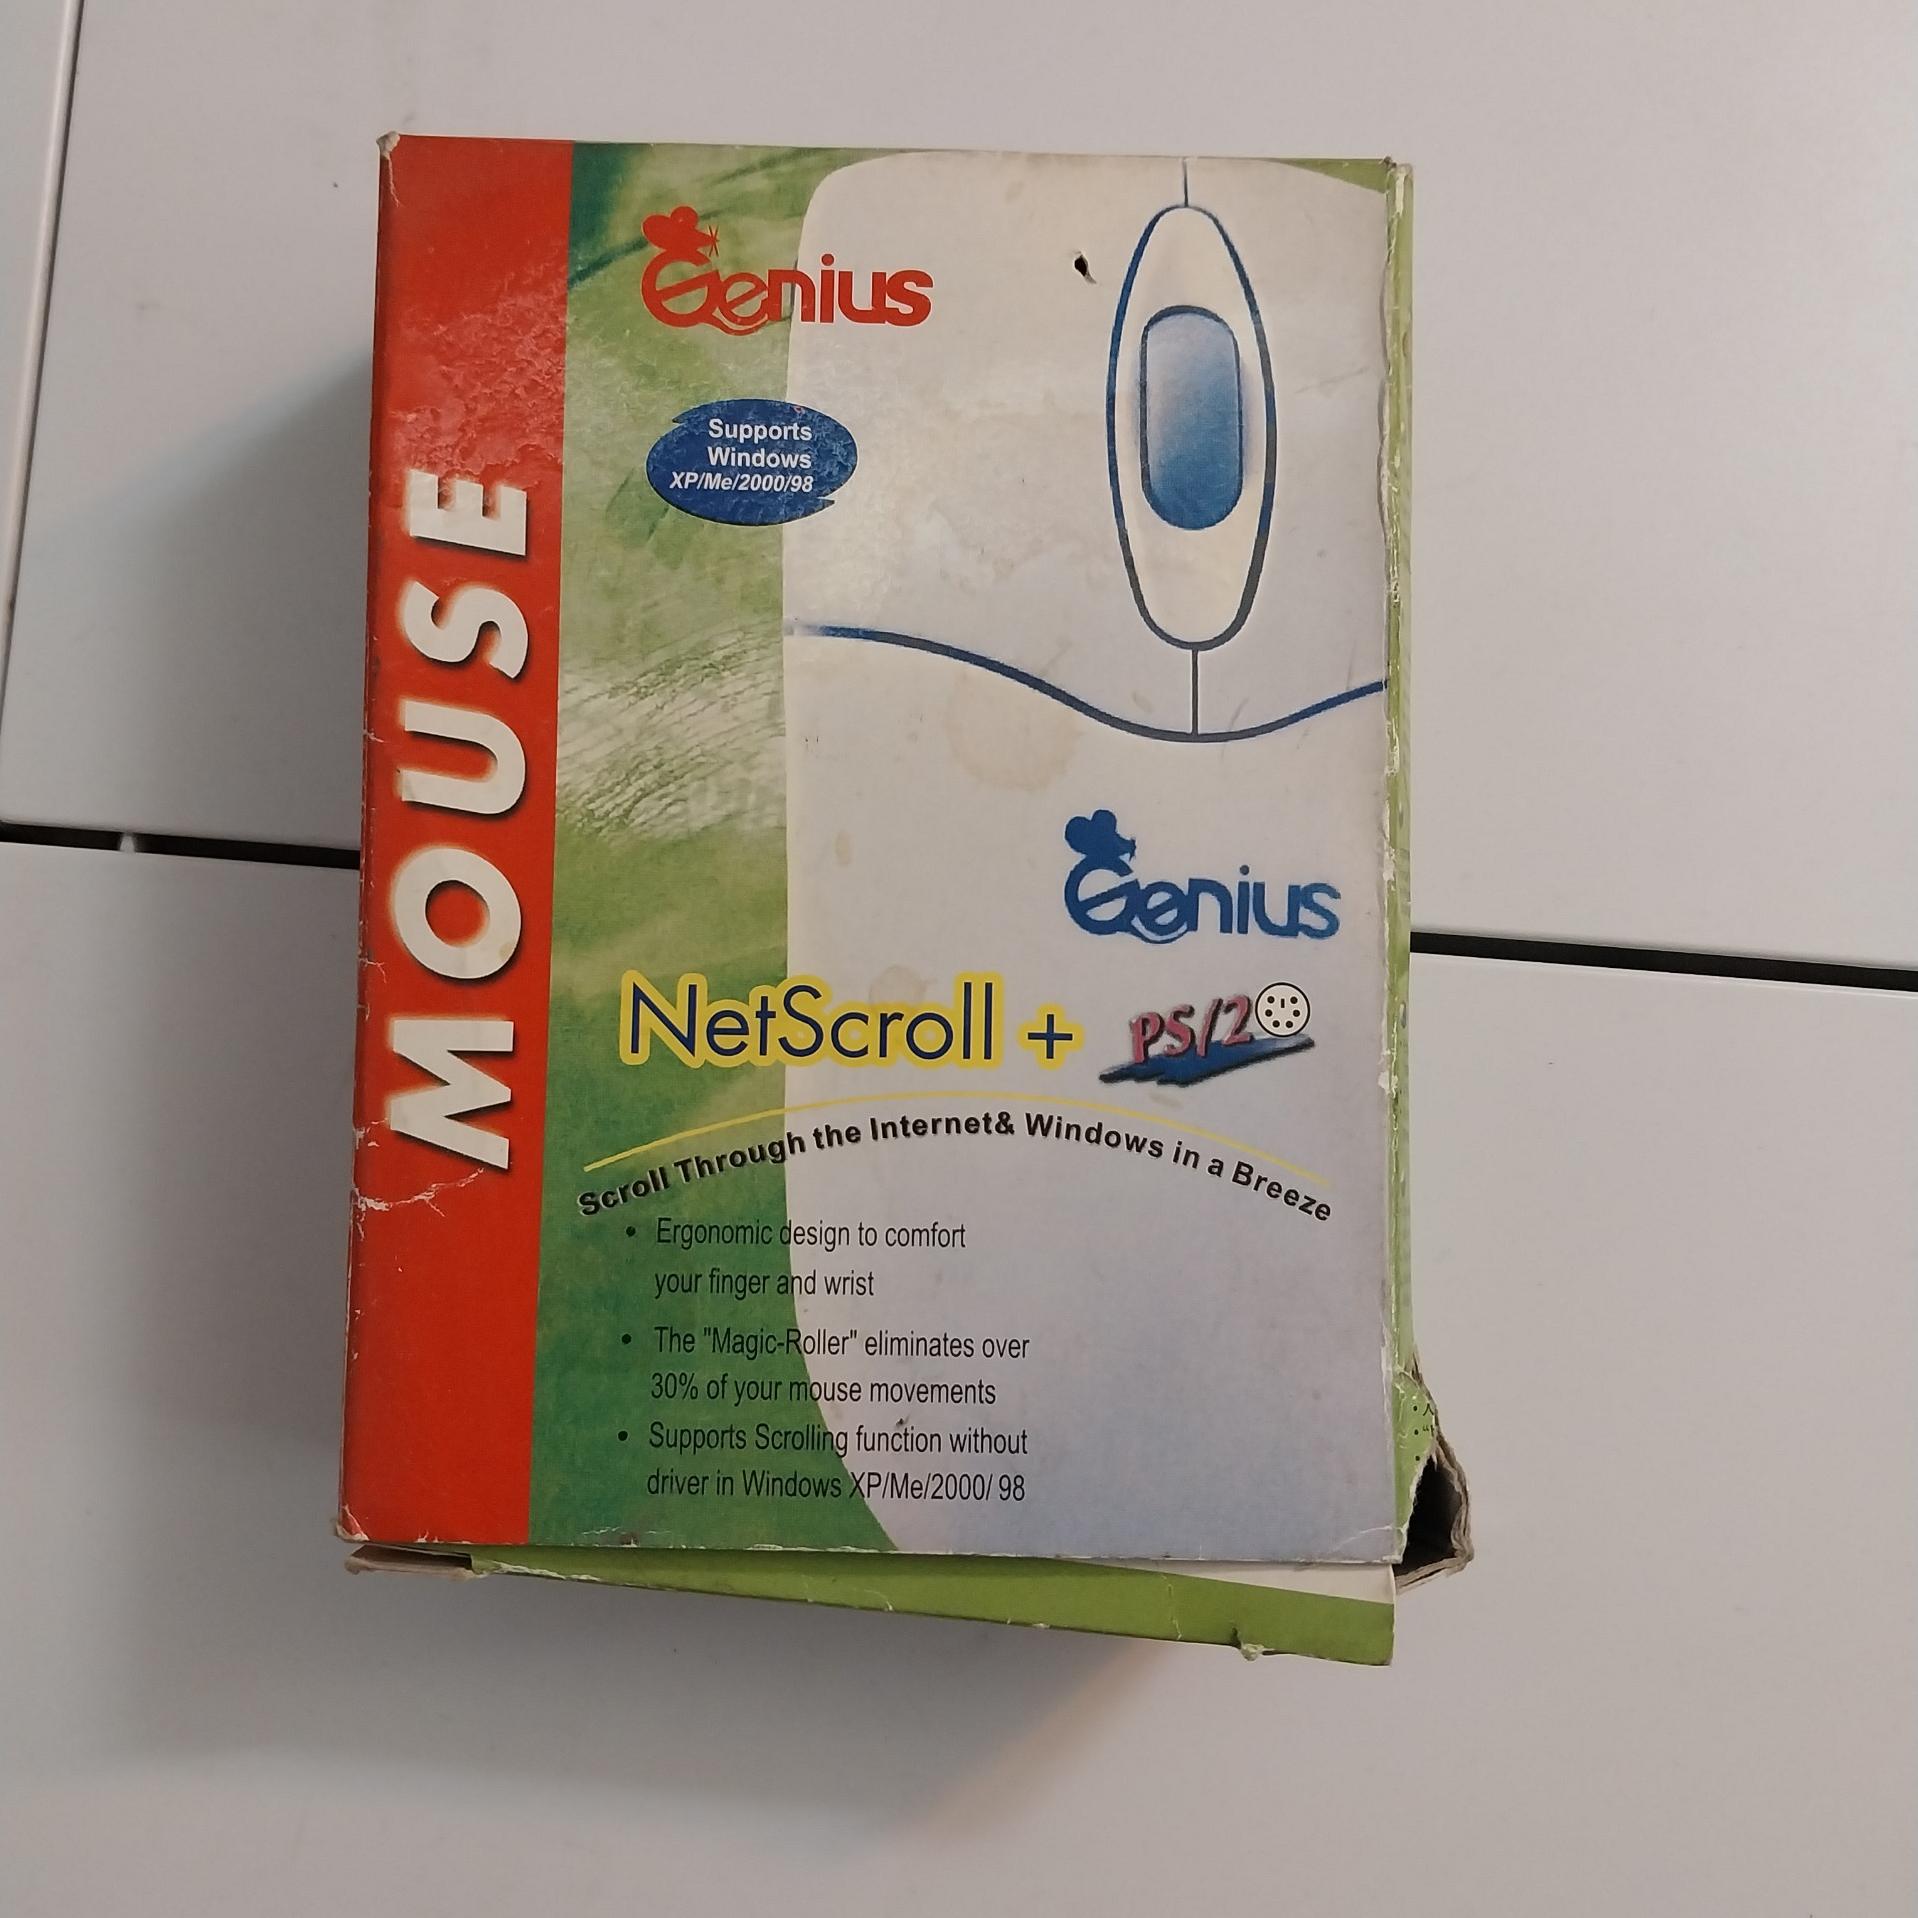 MOUSE
Genius
Supports
Windows
XP/Me/2000/98
Genius
NetScroll + PS/2
Scroll Through the Internet& Windows in a Breeze
• Ergonomic design to comfort
your finger and wrist
• The "Magic-Roller" eliminates over
30% of your mouse movements
• Supports Scrolling function without
driver in Windows XP/Me/2000/ 98